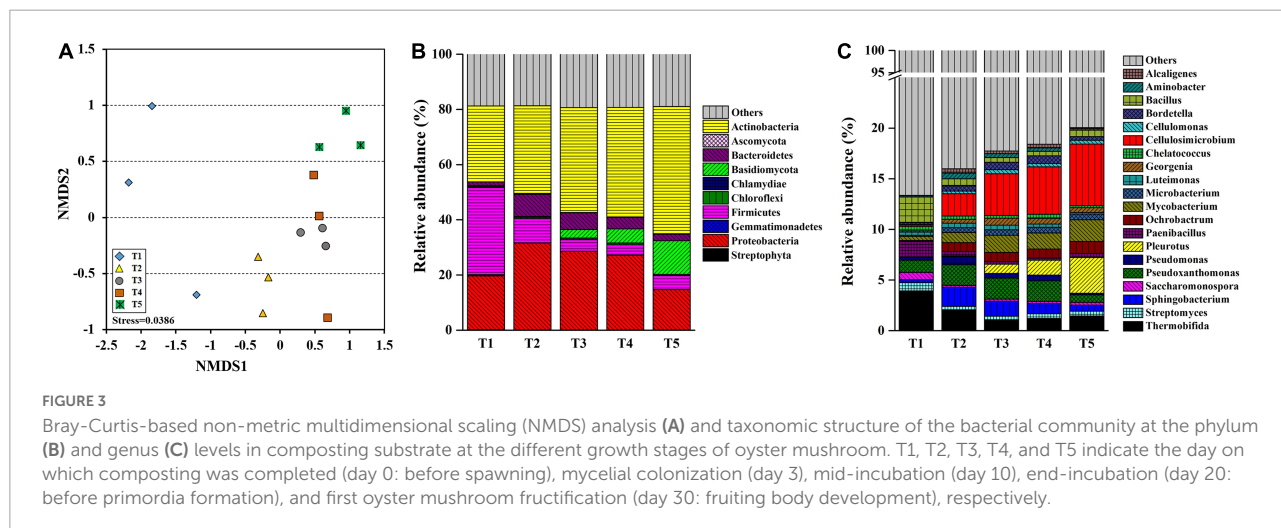 A
B
C
1.5
1
0.5
0
-0.5
-1
-2.5
-2
-1.5
-1
-0.5
0
0.5
1
1.5
NMDS2
NMDS1
T1
T2
T3
T4
T5
Stress=0.0386
Relative abundance (%)
100
80
60
40
20
0
T1
T2
T3
T4
T5
Others
Actinobacteria
Ascomycota
Bacteroidetes
Basidiomycota
Chlamydiae
Chloroflexi
Firmicutes
Gemmatimonadetes
Proteobacteria
Streptophyta
Relative abundance (%)
100
95
20
15
10
5
0
T1
T2
T3
T4
T5
Others
Alcaligenes
Aminobacter
Bacillus
Bordetella
Cellulomonas
Cellulosimicrobium
Chelatococcus
Georgenia
Luteimonas
Microbacterium
Mycobacterium
Ochrobactrum
Paenibacillus
Pleurotus
Pseudomonas
Pseudoxanthomonas
Saccharomonospora
Sphingobacterium
Streptomyces
Thermobifida
FIGURE 3
Bray-Curtis-based non-metric multidimensional scaling (NMDS) analysis (A) and taxonomic structure of the bacterial community at the phylum
(B) and genus (C) levels in composting substrate at the different growth stages of oyster mushroom. T1, T2, T3, T4, and T5 indicate the day on
which composting was completed (day 0: before spawning), mycelial colonization (day 3), mid-incubation (day 10), end-incubation (day 20:
before primordia formation), and first oyster mushroom fructification (day 30: fruiting body development), respectively.